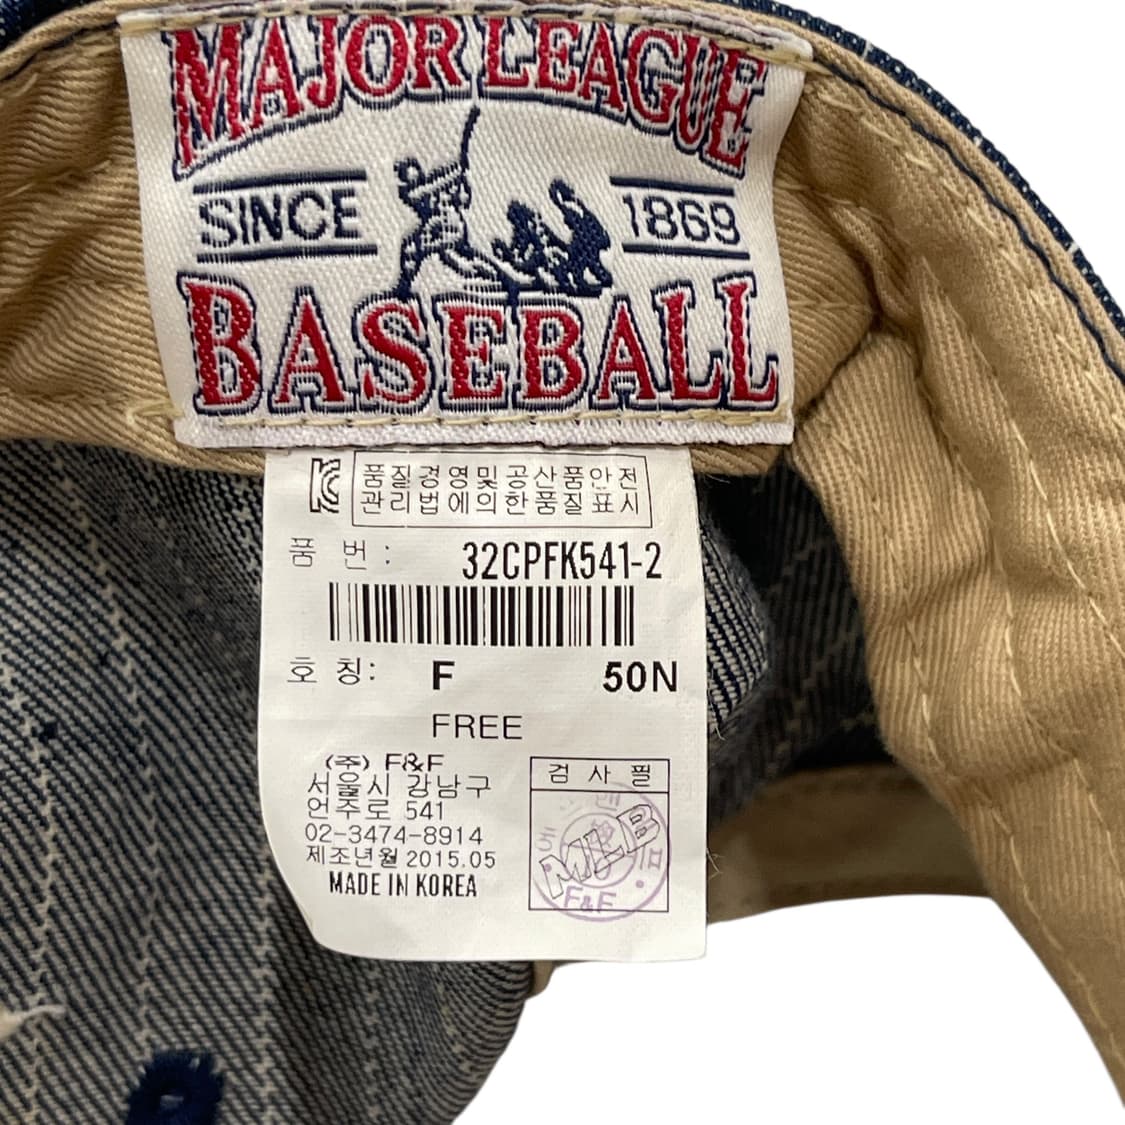 MAJOR LEAGUE
SINCE 1869
BASEBALL
품질경영및공산품안전
관리법에의한품질표시
품 번 : 32CPFK541-2
호 칭: F 50N
FREE
(주) F&F
서울시 강남구
언주로 541
02-3474-8914
제조년월 2015.05
MADE IN KOREA
검 사 필
MLB
F&F